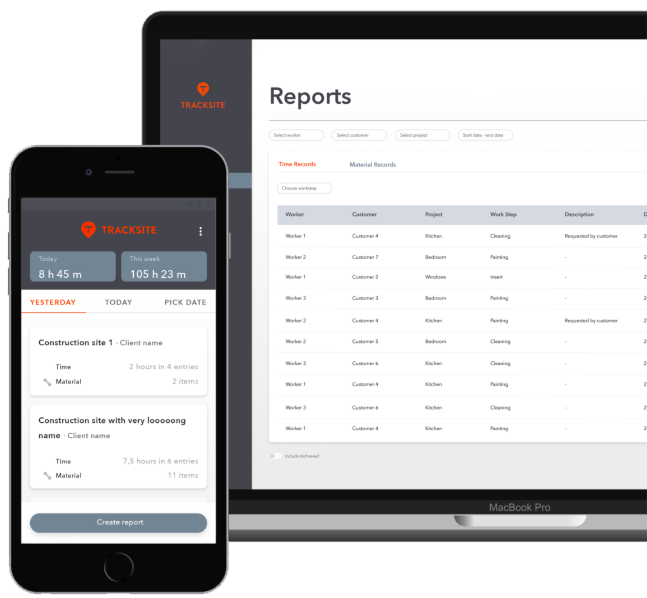 TRACKSITE
Reports
Select worker Select customer Select project Start date - end date
Time Records Material Records
Choose workstep
Worker Customer Project Work Step Description
Worker 1 Customer 4 Kitchen Cleaning Requested by customer
Worker 2 Customer 7 Bedroom Painting -
Worker 1 Customer 2 Windows Insert -
Worker 3 Customer 3 Bedroom Painting -
Worker 2 Customer 4 Kitchen Painting Requested by customer
Worker 2 Customer 5 Bedroom Cleaning -
Worker 3 Customer 6 Kitchen Cleaning -
Worker 1 Customer 4 Kitchen Painting -
Worker 3 Customer 6 Kitchen Cleaning -
Worker 1 Customer 4 Kitchen Painting -
Include Archieved
MacBook Pro
TRACKSITE
Today This week
8 h 45 m 105 h 23 m
YESTERDAY TODAY PICK DATE
Construction site 1 · Client name
Time 2 hours in 4 entries
Material 2 items
Construction site with very looooong
name · Client name
Time 7,5 hours in 6 entries
Material 11 items
Create report